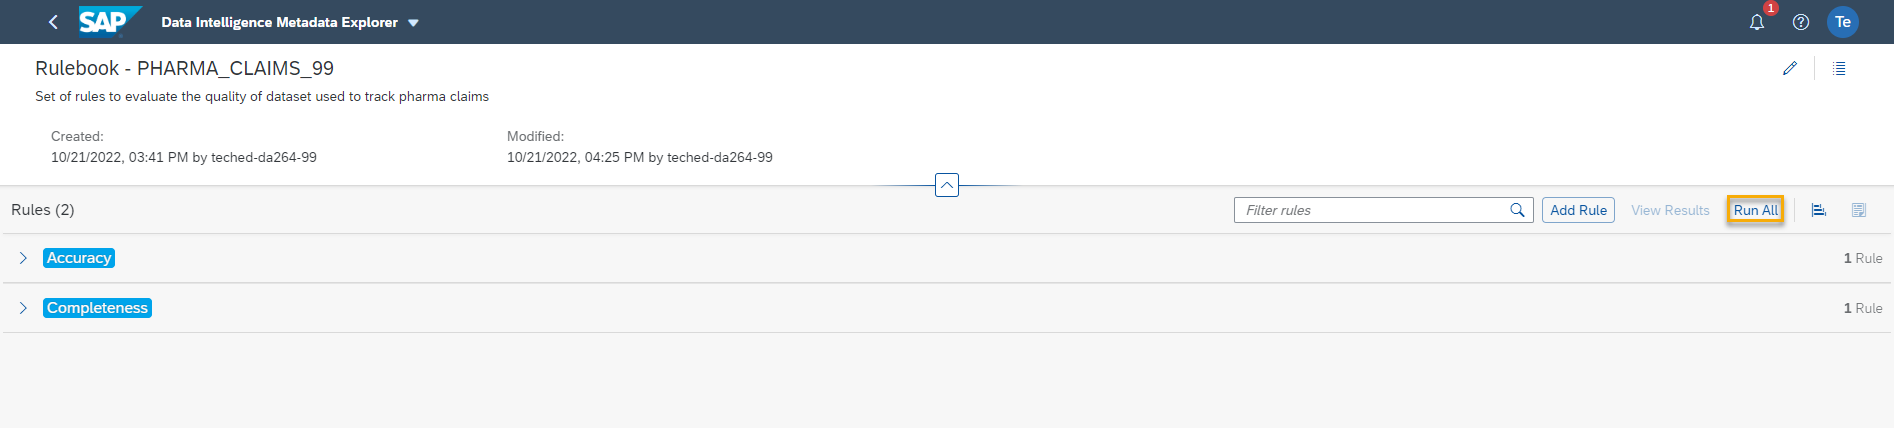 SAP Data Intelligence Metadata Explorer 1 Te
Rulebook - PHARMA_CLAIMS_99
Set of rules to evaluate the quality of dataset used to track pharma claims
Created: Modified:
10/21/2022, 03:41 PM by teched-da264-99 10/21/2022, 04:25 PM by teched-da264-99
Rules (2) Filter rules Add Rule View Results Run All
Accuracy 1 Rule
Completeness 1 Rule